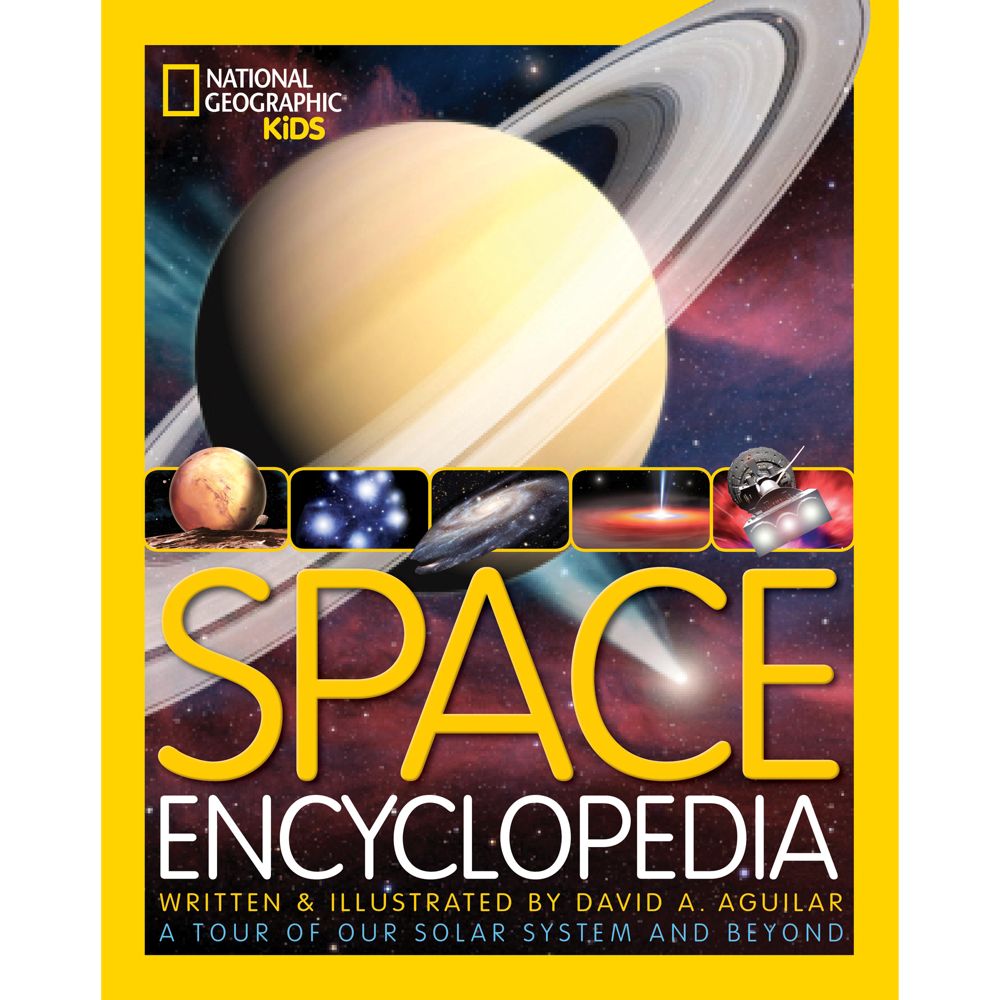 NATIONAL
GEOGRAPHIC
KiDS
SPACE
ENCYCLOPEDIA
WRITTEN & ILLUSTRATED BY DAVID A. AGUILAR
A TOUR OF OUR SOLAR SYSTEM AND BEYOND